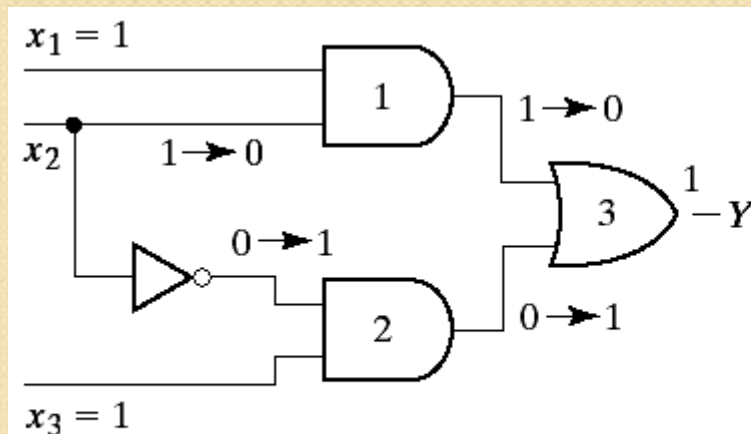 x₁ = 1
1
1→0
x₂
1→0
1
3
Y
0→1
2
0→1
x₃ = 1